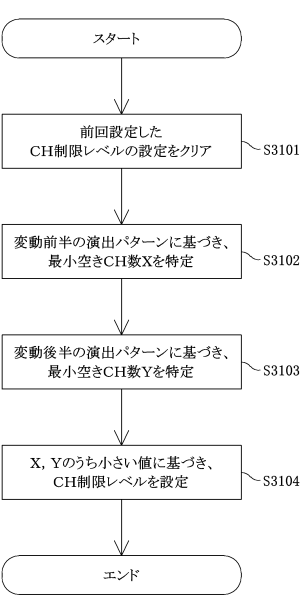 スタート
前回設定した
CH制限レベルの設定をクリア
S3101
変動前半の演出パターンに基づき、
最小空きCH数Xを特定
S3102
変動後半の演出パターンに基づき、
最小空きCH数Yを特定
S3103
X, Yのうち小さい値に基づき、
CH制限レベルを設定
S3104
エンド